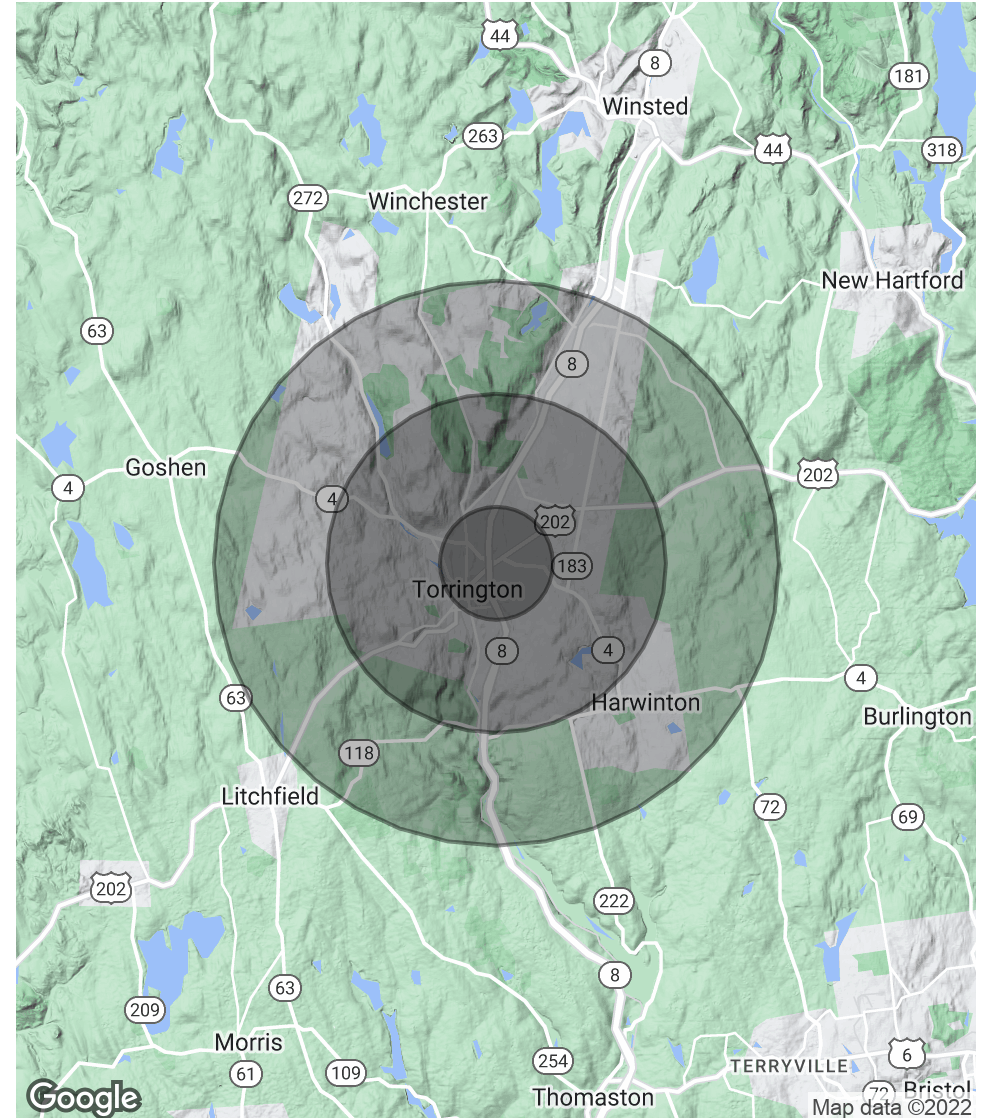 44
8
181
Winsted
263
44
318
272
Winchester
New Hartford
63
8
Goshen
202
4
4
202
183
Torrington
8
4
4
63
Harwinton
Burlington
118
Litchfield
72
69
202
222
8
63
209
Morris
254
6
TERRYVILLE
61
109
72
Bristol
Thomaston
Google
Map data ©2022